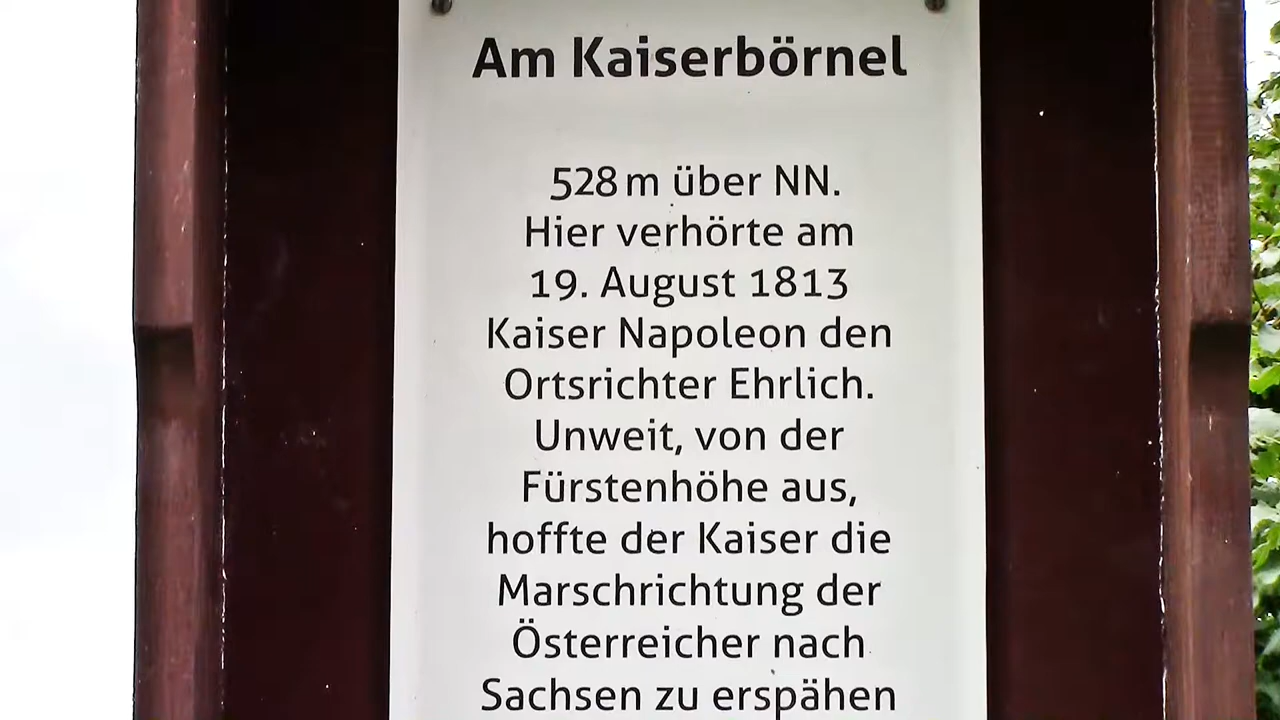 Am Kaiserbörnel
528 m über NN.
Hier verhörte am
19. August 1813
Kaiser Napoleon den
Ortsrichter Ehrlich.
Unweit, von der
Fürstenhöhe aus,
hoffte der Kaiser die
Marschrichtung der
Österreicher nach
Sachsen zu erspähen